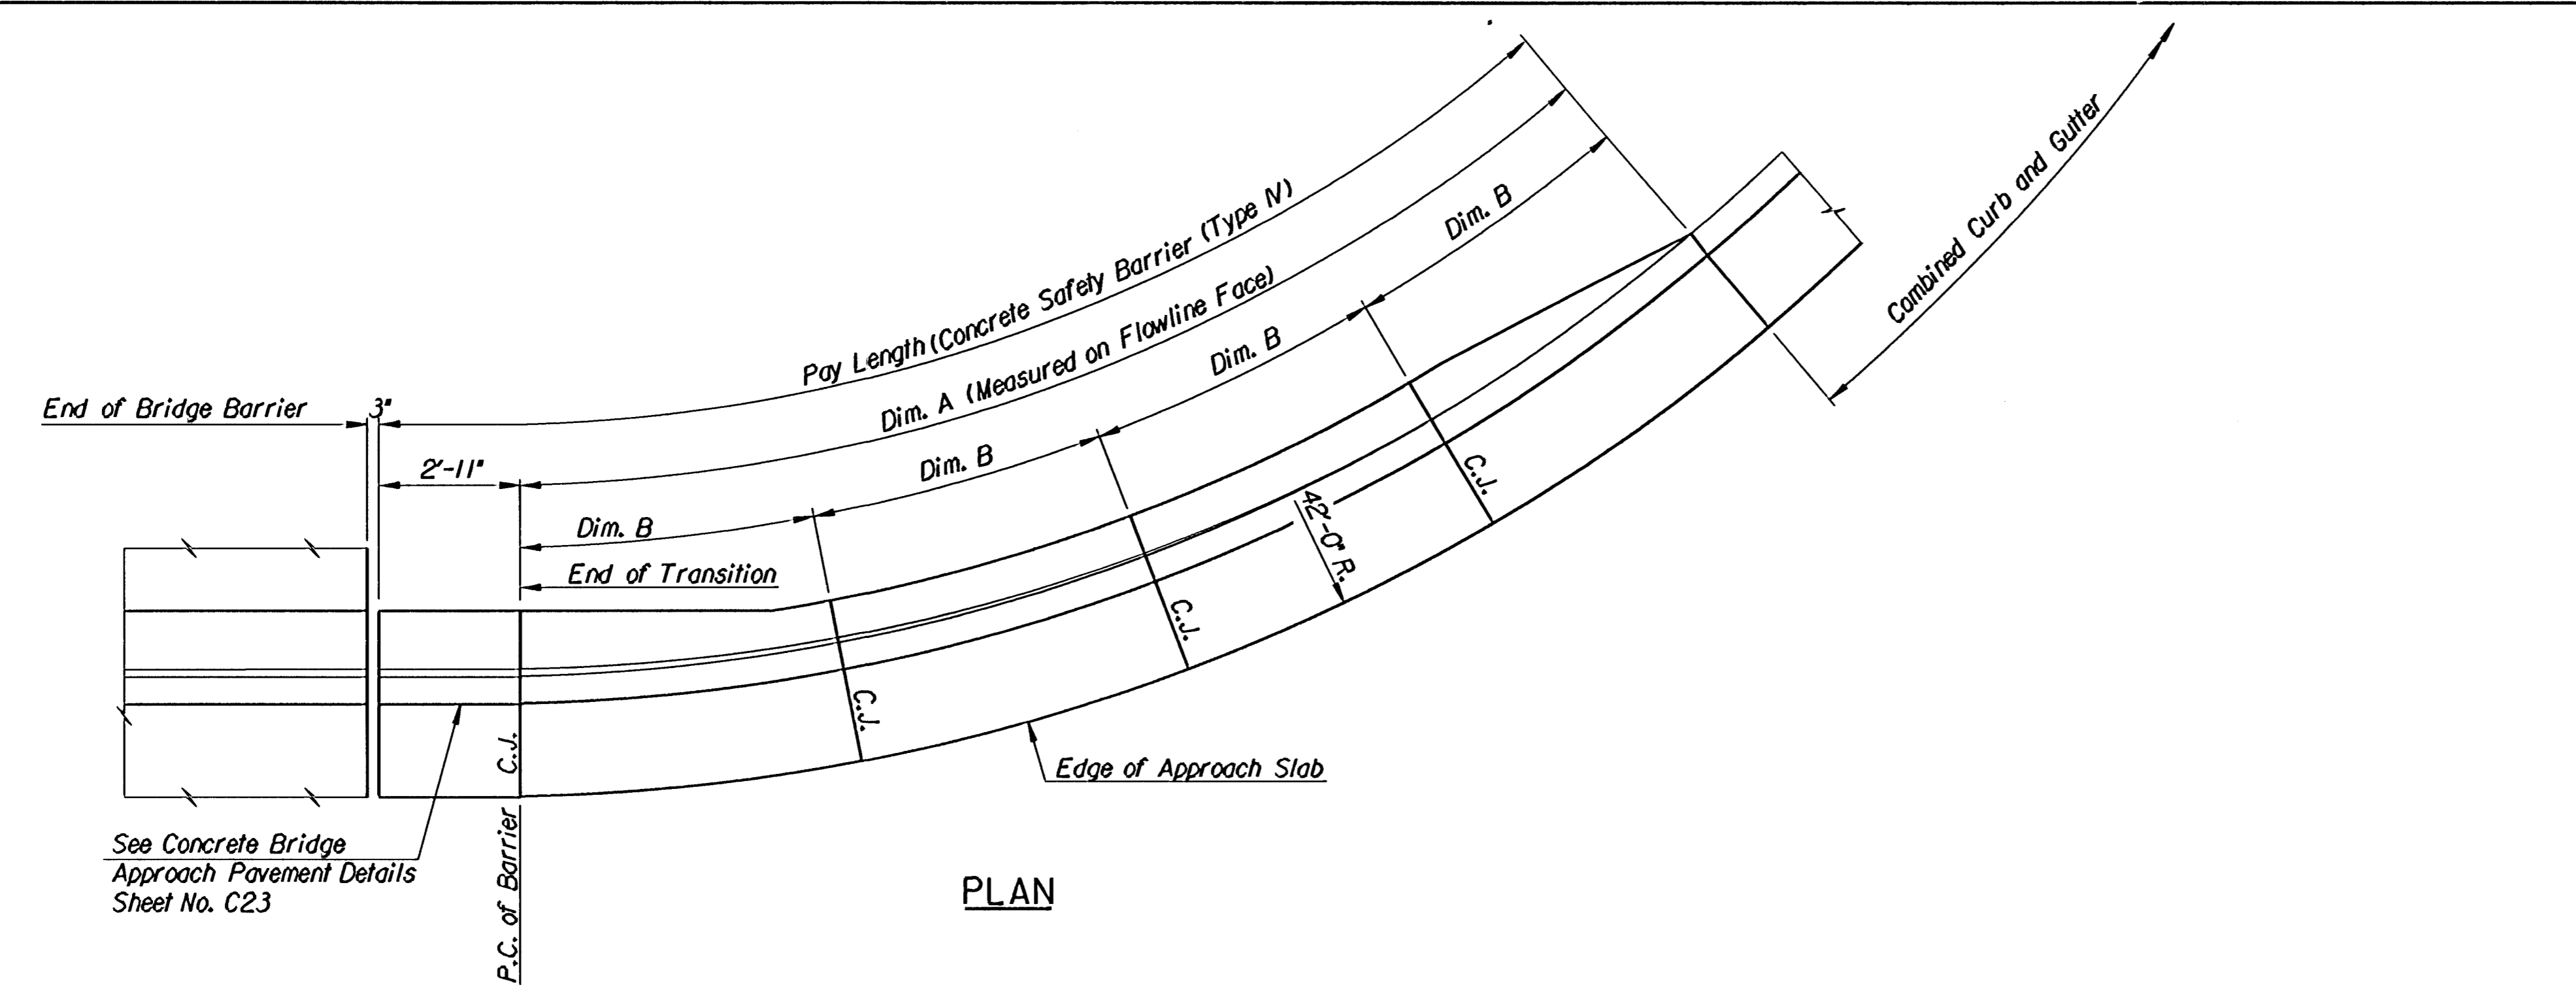 Combined Curb and Gutter
Pay Length (Concrete Safety Barrier (Type IV)
Dim. A (Measured on Flowline Face)
Dim. B
Dim. B
Dim. B
Dim. B
End of Bridge Barrier
3"
2'-11"
End of Transition
42'-0" R.
C.J.
C.J.
C.J.
C.J.
Edge of Approach Slab
See Concrete Bridge
Approach Pavement Details
Sheet No. C23
P.C. of Barrier
PLAN